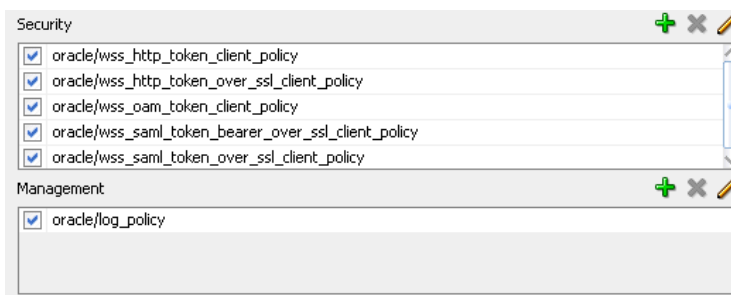 Security
oracle/wss_http_token_client_policy
oracle/wss_http_token_over_ssl_client_policy
oracle/wss_oam_token_client_policy
oracle/wss_saml_token_bearer_over_ssl_client_policy
oracle/wss_saml_token_over_ssl_client_policy
Management
oracle/log_policy